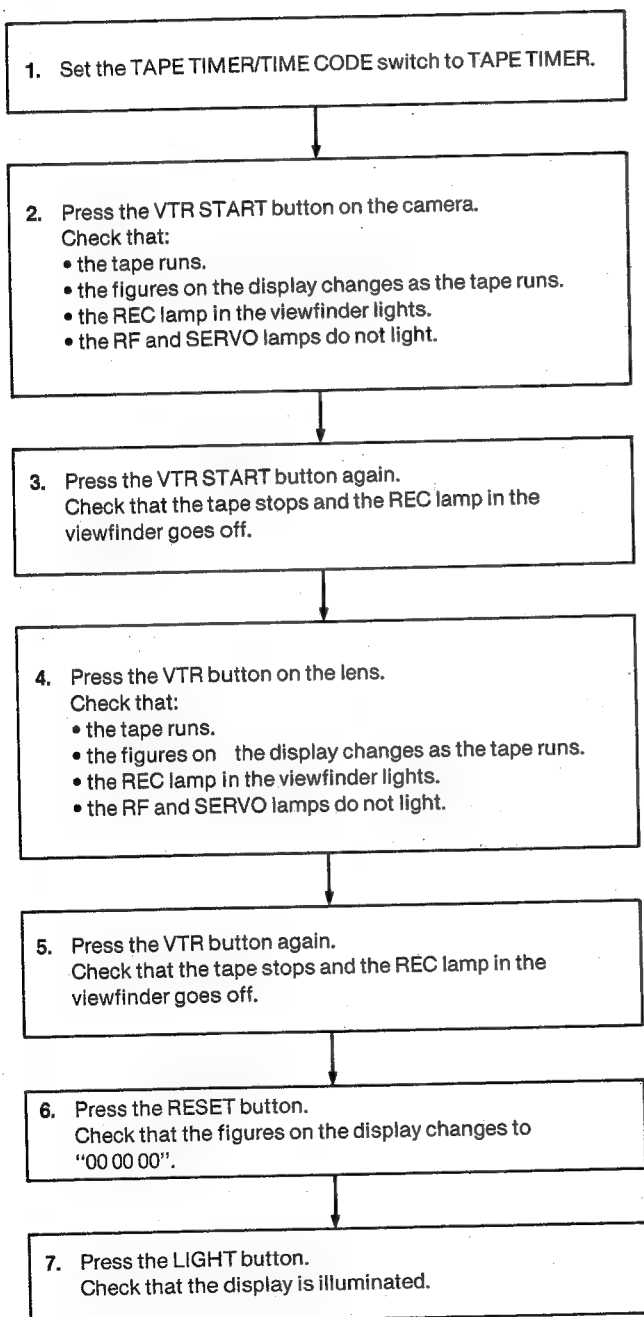 1. Set the TAPE TIMER/TIME CODE switch to TAPE TIMER.
2. Press the VTR START button on the camera.
Check that:
• the tape runs.
• the figures on the display changes as the tape runs.
• the REC lamp in the viewfinder lights.
• the RF and SERVO lamps do not light.
3. Press the VTR START button again.
Check that the tape stops and the REC lamp in the
viewfinder goes off.
4. Press the VTR button on the lens.
Check that:
• the tape runs.
• the figures on the display changes as the tape runs.
• the REC lamp in the viewfinder lights.
• the RF and SERVO lamps do not light.
5. Press the VTR button again.
Check that the tape stops and the REC lamp in the
viewfinder goes off.
6. Press the RESET button.
Check that the figures on the display changes to
“00 00 00”.
7. Press the LIGHT button.
Check that the display is illuminated.